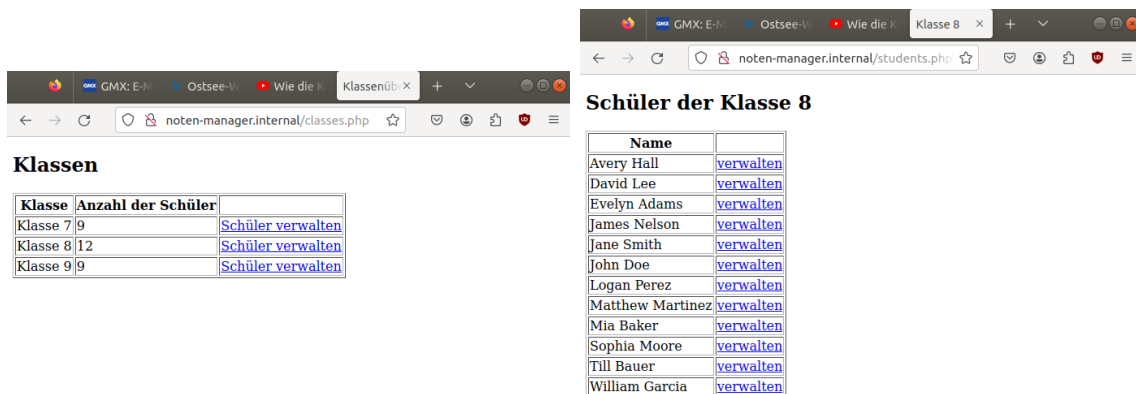 GMX: E-M
Ostsee-W
Wie die K
Klassenüb
noten-manager.internal/classes.php
Klassen
Klasse Anzahl der Schüler
Klasse 7 9 Schüler verwalten
Klasse 8 12 Schüler verwalten
Klasse 9 9 Schüler verwalten
GMX: E-M
Ostsee-W
Wie die K
Klasse 8
noten-manager.internal/students.php
Schüler der Klasse 8
Name
Avery Hall verwalten
David Lee verwalten
Evelyn Adams verwalten
James Nelson verwalten
Jane Smith verwalten
John Doe verwalten
Logan Perez verwalten
Matthew Martinez verwalten
Mia Baker verwalten
Sophia Moore verwalten
Till Bauer verwalten
William Garcia verwalten